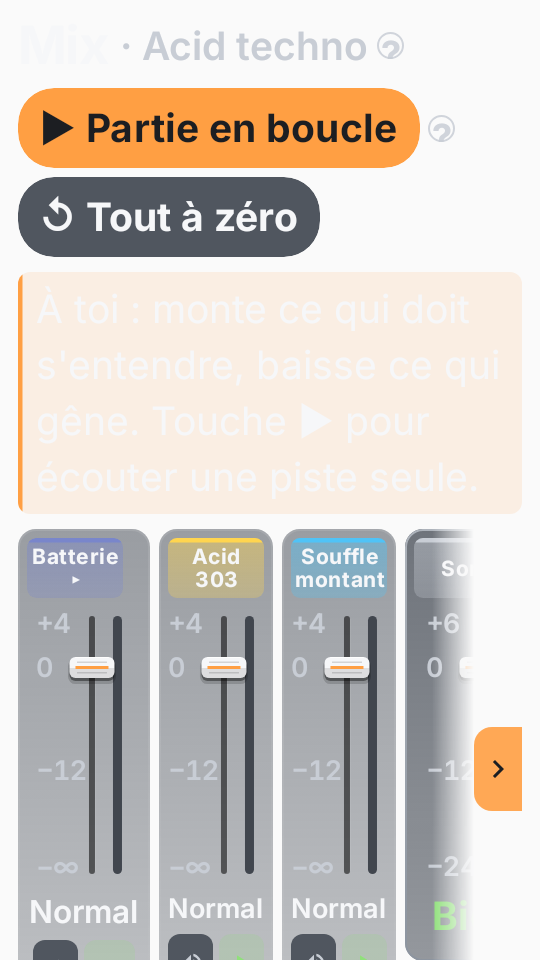 Mix · Acid techno ?
▶ Partie en boucle ?
Tout à zéro
À toi : monte ce qui doit
s'entendre, baisse ce qui
gêne. Touche ▶ pour
écouter une piste seule.
Batterie
▸
Acid
303
Souffle
montant
+4
0
−12
−∞
Normal
+4
0
−12
−∞
Normal
+4
0
−12
−∞
Normal
+6
0